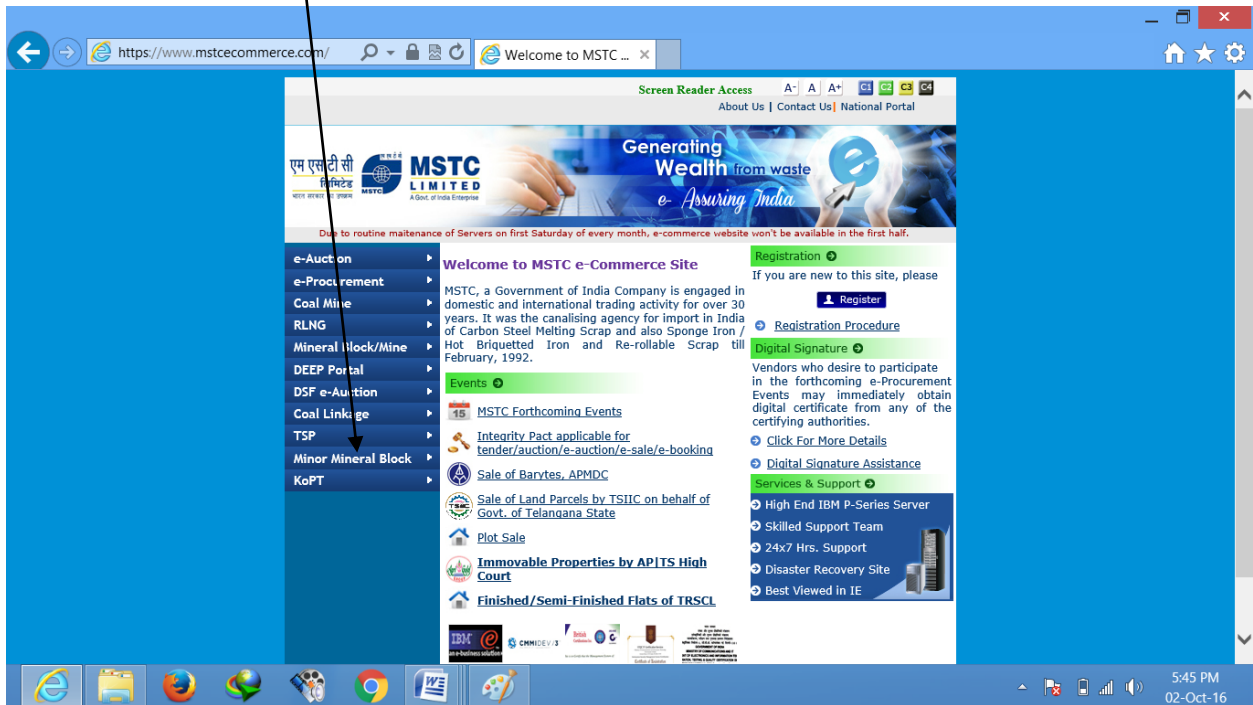 https://www.mstcecommerce.com/
Welcome to MSTC ...
Screen Reader Access A- A A+ C1 C2 C3 C4
About Us | Contact Us| National Portal
एम एस टी सी
लिमिटेड
भारत सरकार का उपक्रम
MSTC
MSTC
LIMITED
A Govt. of India Enterprise
Generating
Wealth from waste
e- Assuring India
Due to routine maitenance of Servers on first Saturday of every month, e-commerce website won't be available in the first half.
e-Auction
e-Procurement
Coal Mine
RLNG
Mineral Block/Mine
DEEP Portal
DSF e-Auction
Coal Linkage
TSP
Minor Mineral Block
KoPT
Welcome to MSTC e-Commerce Site
MSTC, a Government of India Company is engaged in
domestic and international trading activity for over 30
years. It was the canalising agency for import in India
of Carbon Steel Melting Scrap and also Sponge Iron /
Hot Briquetted Iron and Re-rollable Scrap till
February, 1992.
Events
15
MSTC Forthcoming Events
Integrity Pact applicable for
tender/auction/e-auction/e-sale/e-booking
Sale of Barytes, APMDC
TSIIC
Sale of Land Parcels by TSIIC on behalf of
Govt. of Telangana State
Plot Sale
Immovable Properties by AP|TS High
Court
Finished/Semi-Finished Flats of TRSCL
IBM
an e-business solution
CMMIDEV/3
British
Registration
If you are new to this site, please
Register
Registration Procedure
Digital Signature
Vendors who desire to participate
in the forthcoming e-Procurement
Events may immediately obtain
digital certificate from any of the
certifying authorities.
Click For More Details
Digital Signature Assistance
Services & Support
High End IBM P-Series Server
Skilled Support Team
24x7 Hrs. Support
Disaster Recovery Site
Best Viewed in IE
5:45 PM
02-Oct-16